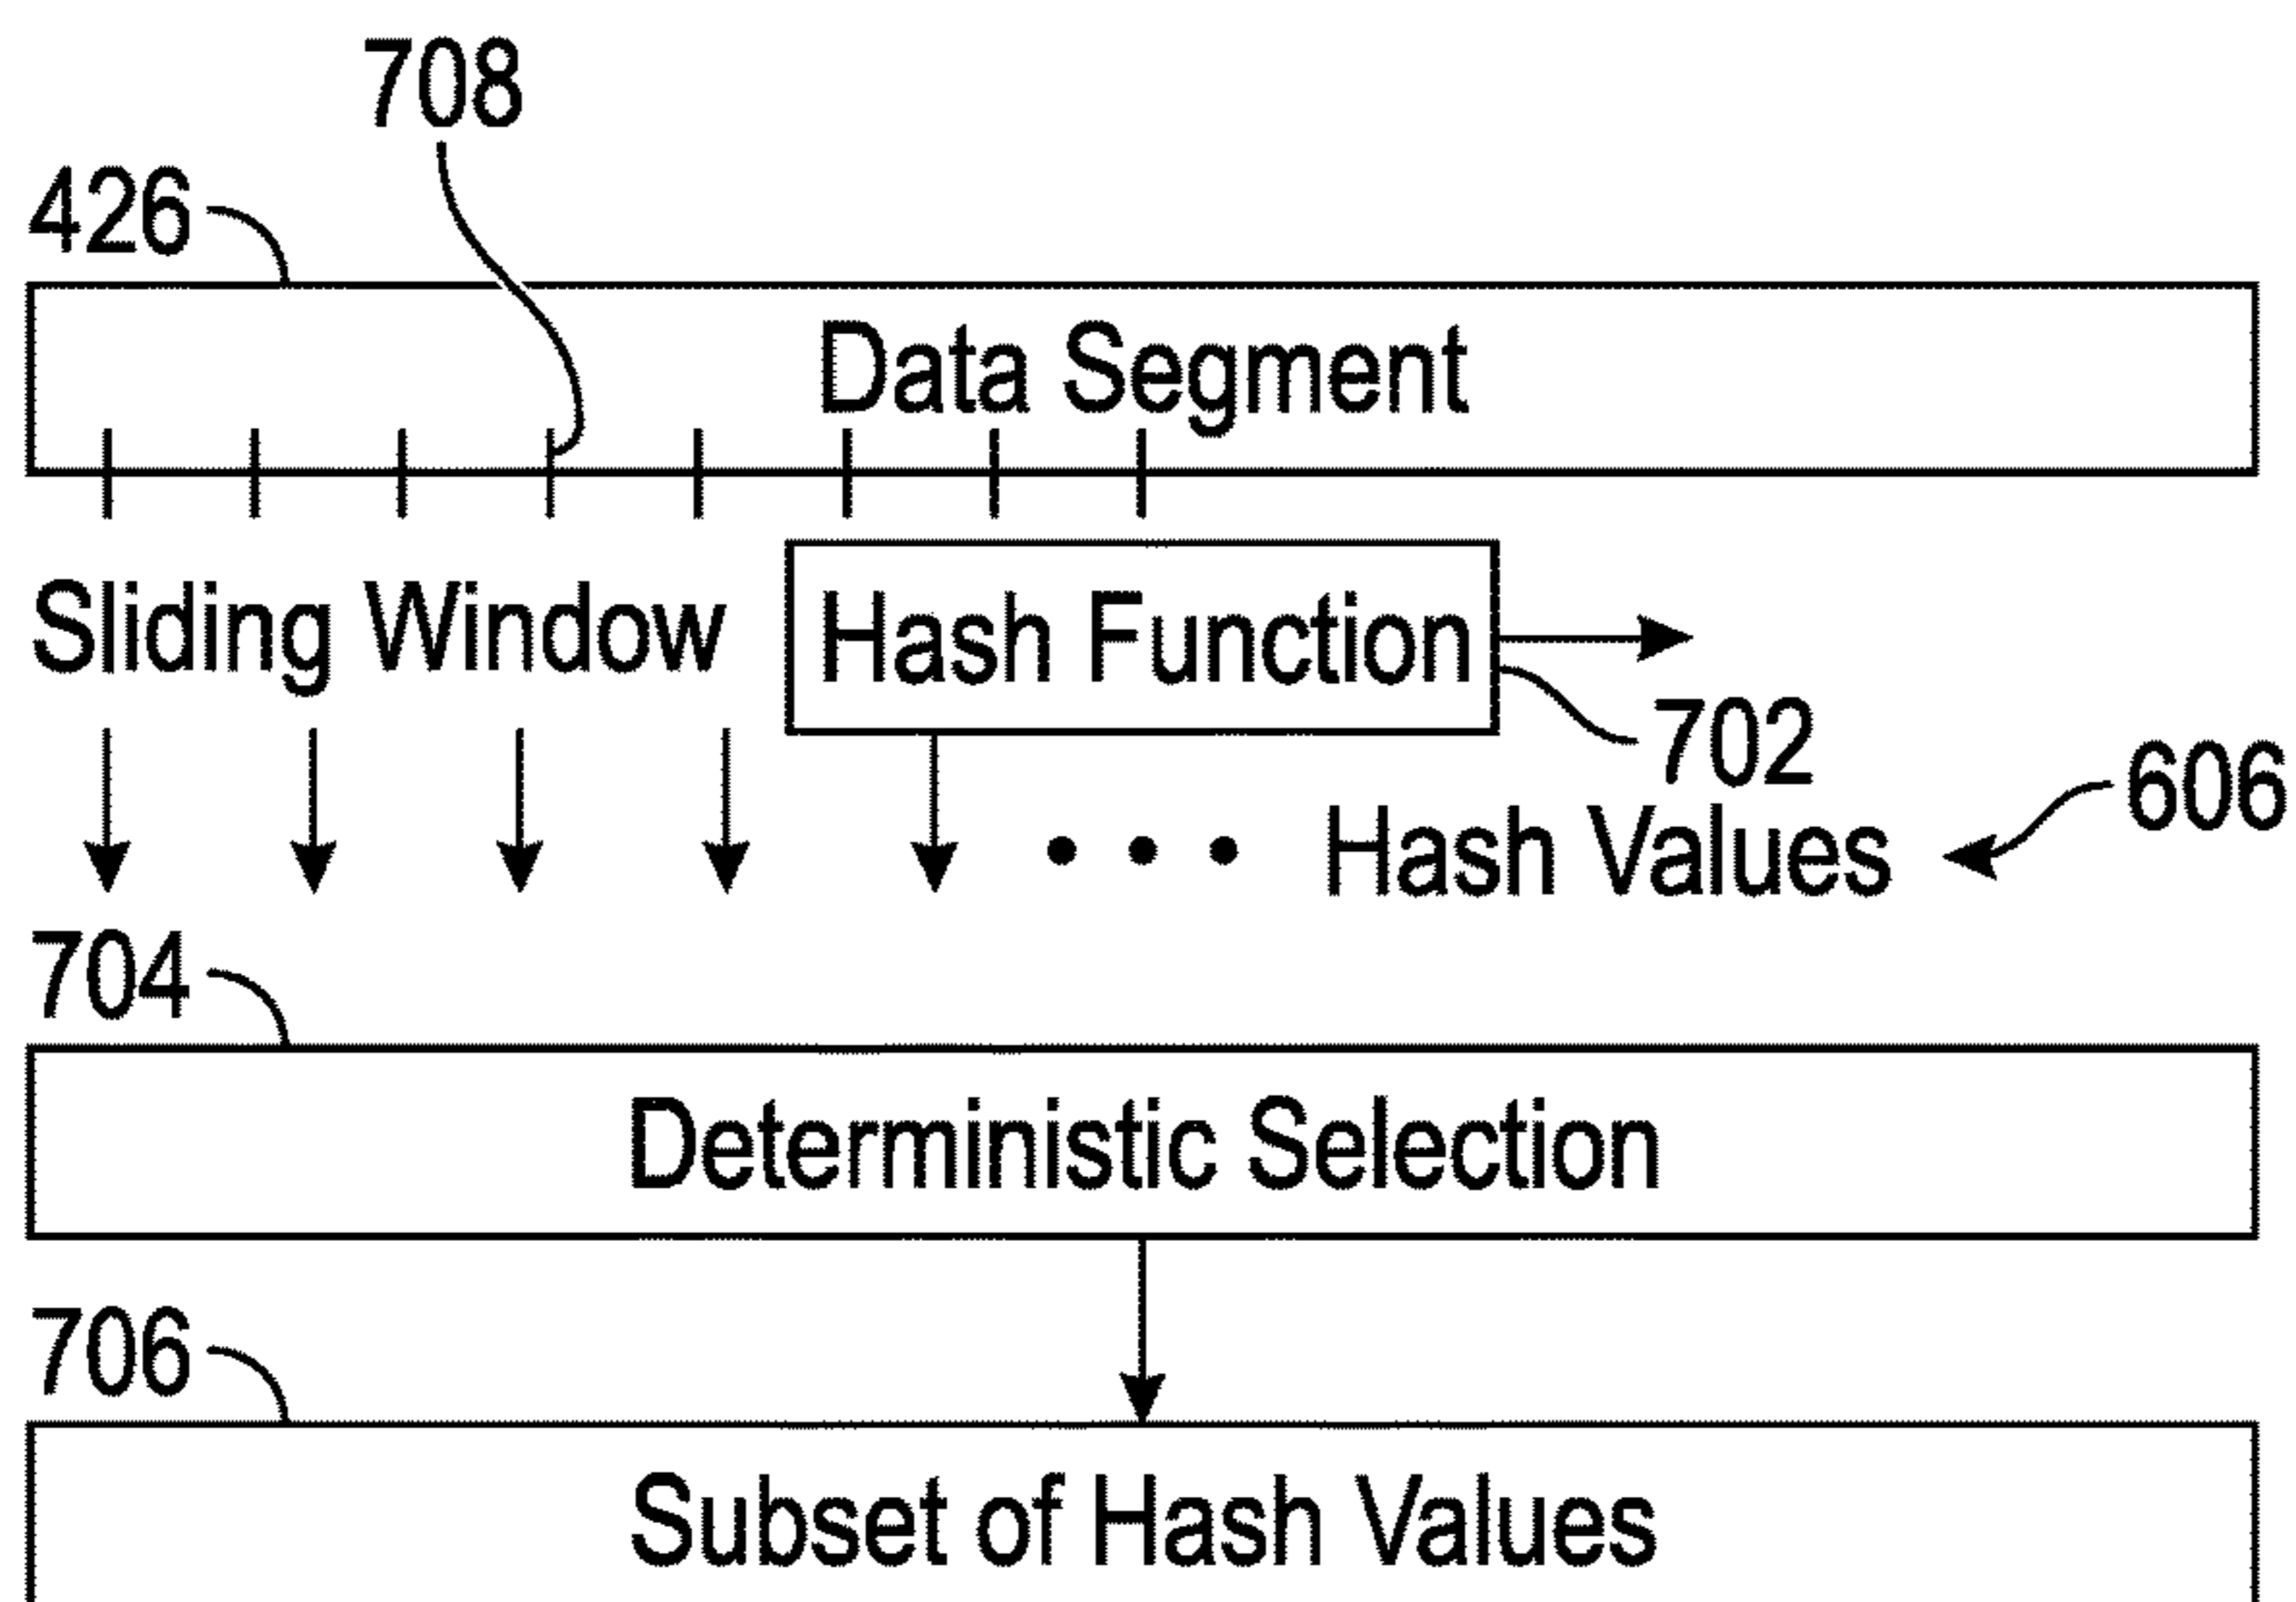 708
426
Data Segment
Sliding Window
Hash Function
702
606
Hash Values
704
Deterministic Selection
706
Subset of Hash Values